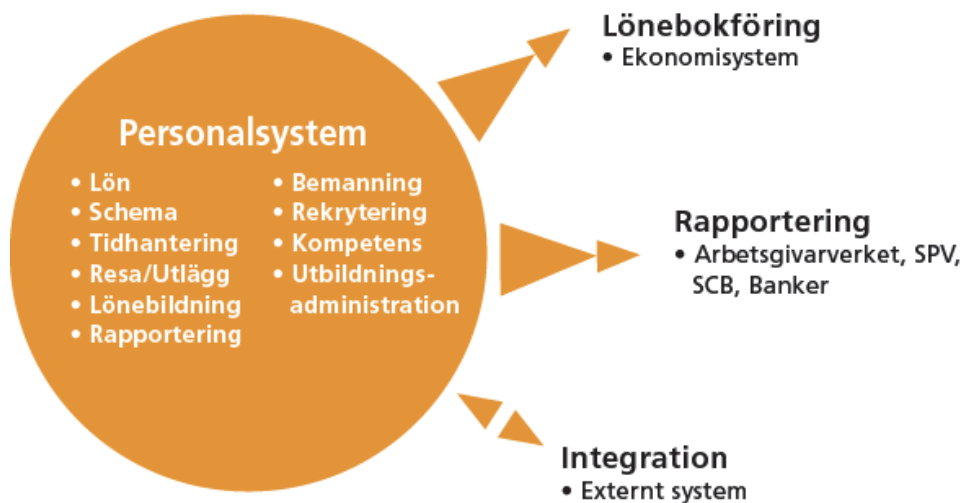 Personalsystem
• Lön
• Schema
• Tidhantering
• Resa/Utlägg
• Lönebildning
• Rapportering
• Bemanning
• Rekrytering
• Kompetens
• Utbildnings-
administration
Lönebokföring
• Ekonomisystem
Rapportering
• Arbetsgivarverket, SPV,
SCB, Banker
Integration
• Externt system